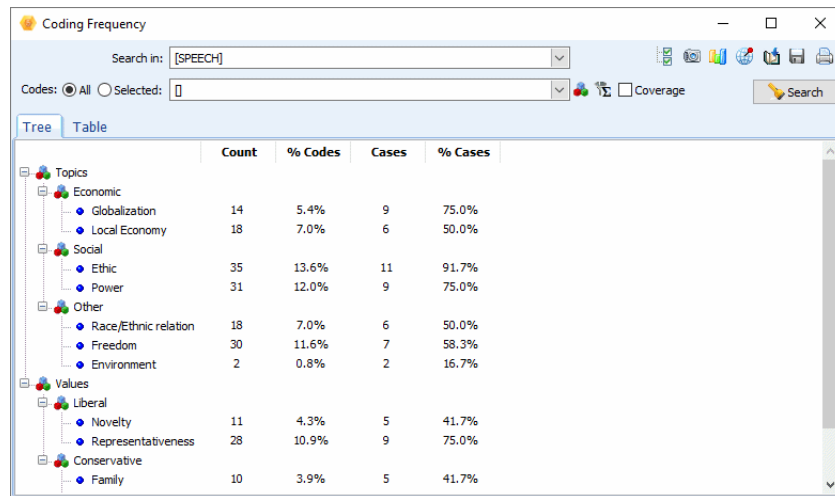 Coding Frequency
Search in: [SPEECH]
Codes: All Selected: [] Coverage Search
Tree Table
Count % Codes Cases % Cases
Topics
Economic
Globalization 14 5.4% 9 75.0%
Local Economy 18 7.0% 6 50.0%
Social
Ethic 35 13.6% 11 91.7%
Power 31 12.0% 9 75.0%
Other
Race/Ethnic relation 18 7.0% 6 50.0%
Freedom 30 11.6% 7 58.3%
Environment 2 0.8% 2 16.7%
Values
Liberal
Novelty 11 4.3% 5 41.7%
Representativeness 28 10.9% 9 75.0%
Conservative
Family 10 3.9% 5 41.7%